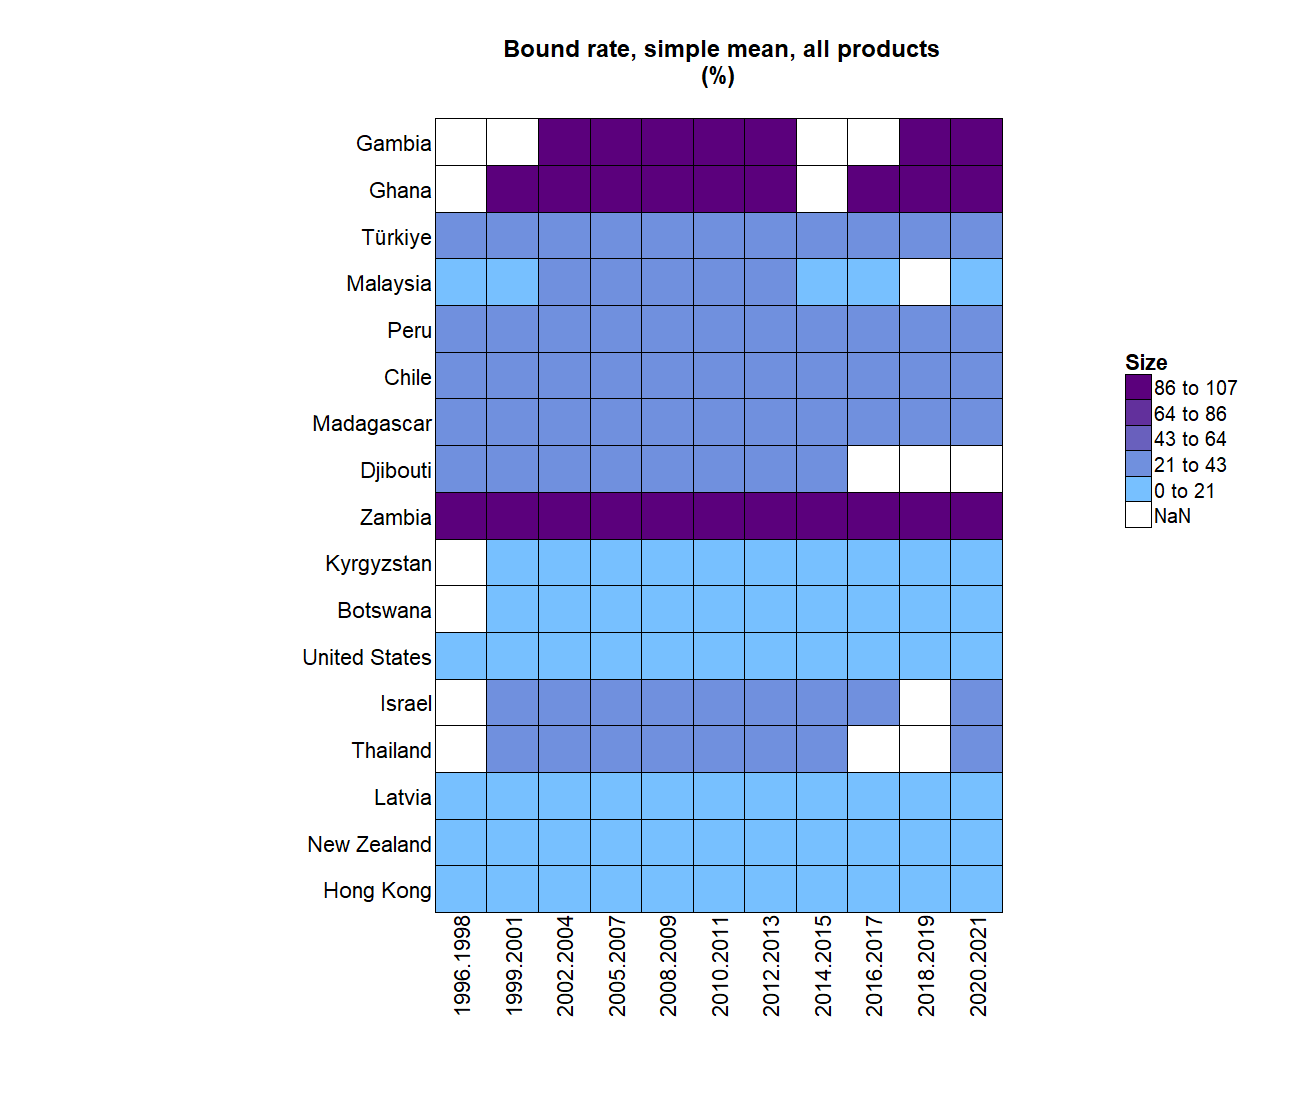 Bound rate, simple mean, all products
(%)
Gambia
Ghana
Türkiye
Malaysia
Peru
Chile
Madagascar
Djibouti
Zambia
Kyrgyzstan
Botswana
United States
Israel
Thailand
Latvia
New Zealand
Hong Kong
1996.1998
1999.2001
2002.2004
2005.2007
2008.2009
2010.2011
2012.2013
2014.2015
2016.2017
2018.2019
2020.2021
Size
86 to 107
64 to 86
43 to 64
21 to 43
0 to 21
NaN